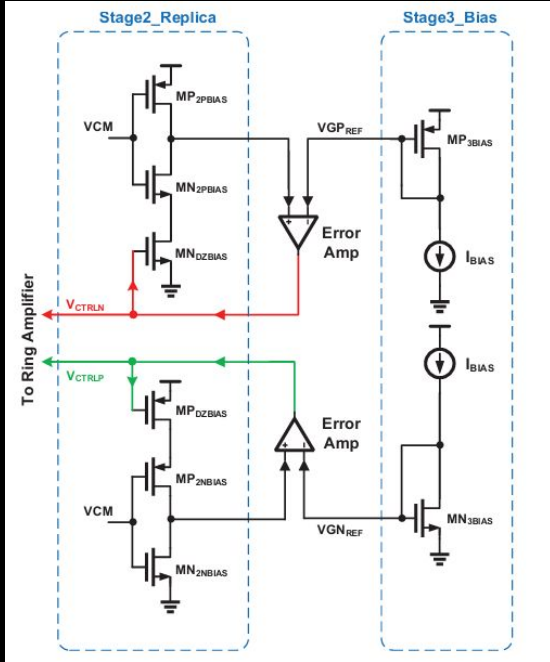 Stage2_Replica
Stage3_Bias
MP2PBIAS
VCM
VGPREF
MP3BIAS
MN2PBIAS
+ −
Error
Amp
MNDZBIAS
IBIAS
VCTRLN
To Ring Amplifier
VCTRLP
IBIAS
MPDZBIAS
Error
Amp
+ −
MP2NBIAS
VCM
VGNREF
MN3BIAS
MN2NBIAS